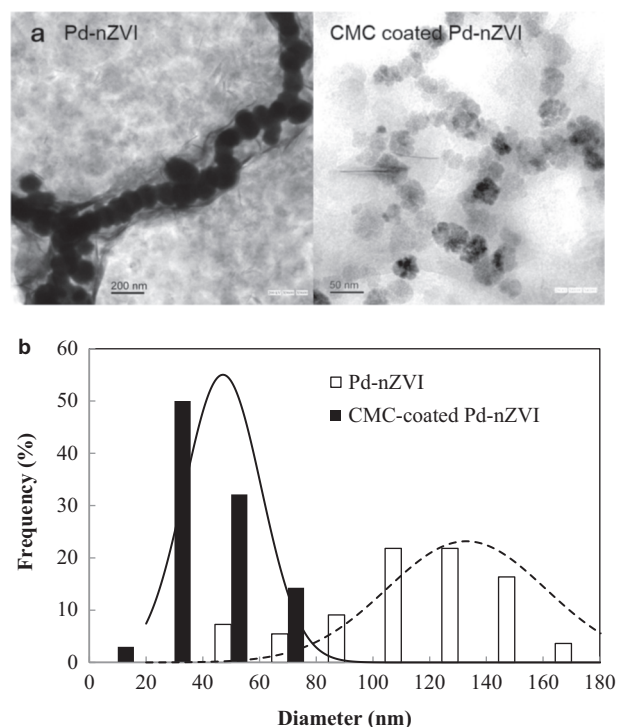 a Pd-nZVI
CMC coated Pd-nZVI
200 nm
50 nm
b
60
50
40
30
20
10
0
Frequency (%)
Pd-nZVI
CMC-coated Pd-nZVI
0 20 40 60 80 100 120 140 160 180
Diameter (nm)